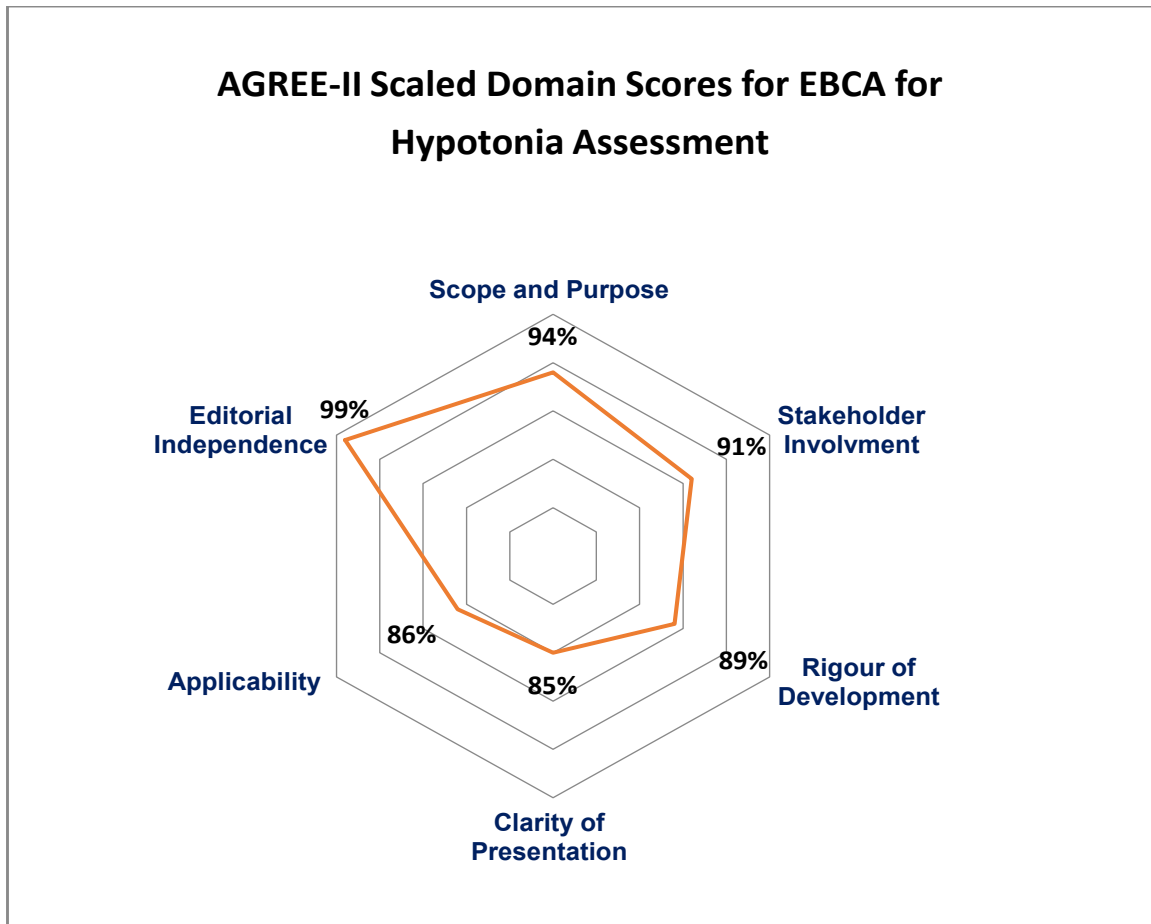 AGREE-II Scaled Domain Scores for EBCA for
Hypotonia Assessment
Scope and Purpose
94%
Stakeholder
Involvment
91%
Rigour of
Development
89%
Clarity of
Presentation
85%
Applicability
86%
Editorial
Independence
99%